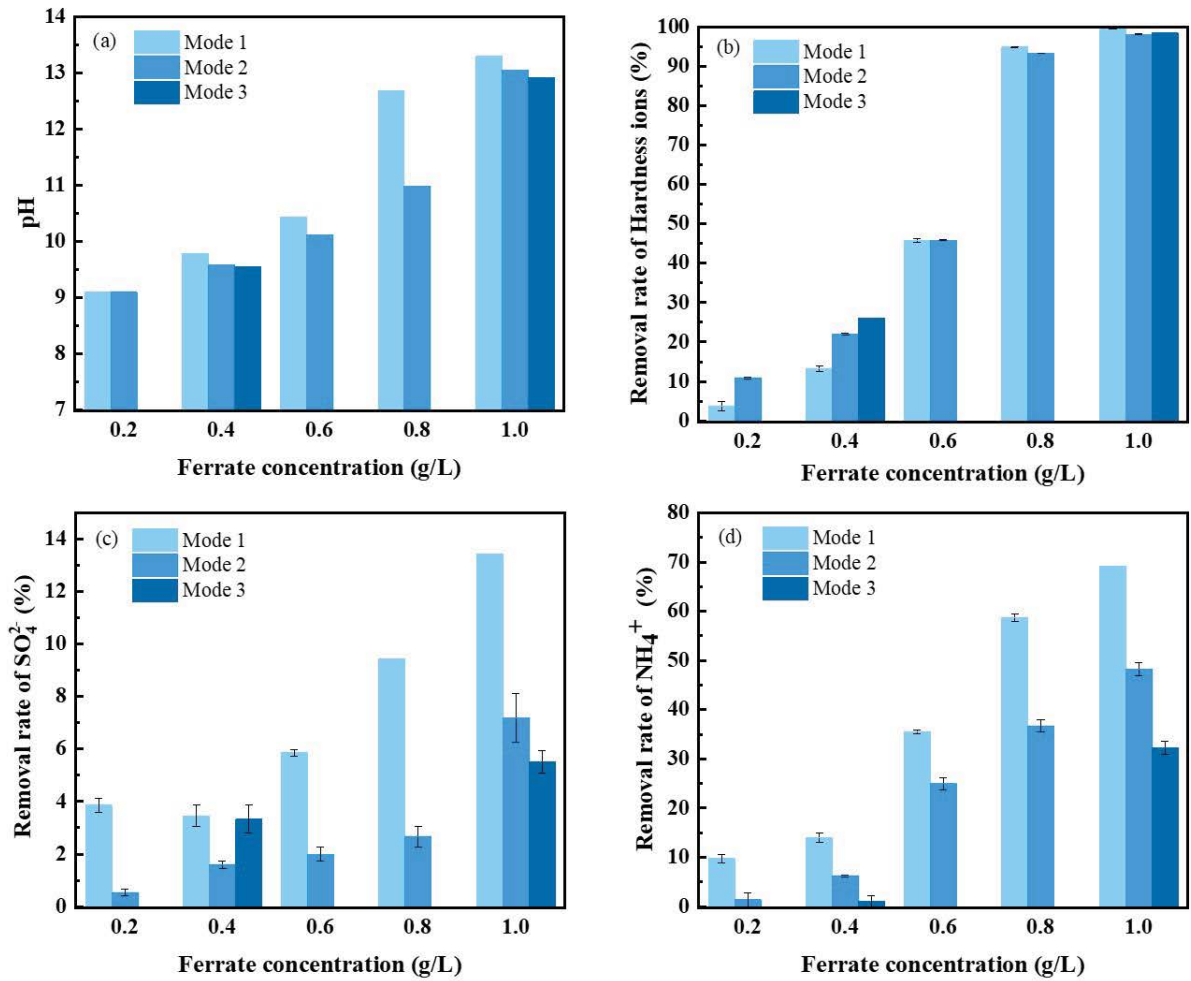 (a)
Mode 1
Mode 2
Mode 3
pH
14
13
12
11
10
9
8
7
0.2 0.4 0.6 0.8 1.0
Ferrate concentration (g/L)
(b)
Mode 1
Mode 2
Mode 3
Removal rate of Hardness ions (%)
100
90
80
70
60
50
40
30
20
10
0
0.2 0.4 0.6 0.8 1.0
Ferrate concentration (g/L)
(c)
Mode 1
Mode 2
Mode 3
Removal rate of SO₄²⁻ (%)
14
12
10
8
6
4
2
0
0.2 0.4 0.6 0.8 1.0
Ferrate concentration (g/L)
(d)
Mode 1
Mode 2
Mode 3
Removal rate of NH₄⁺ (%)
80
70
60
50
40
30
20
10
0
0.2 0.4 0.6 0.8 1.0
Ferrate concentration (g/L)